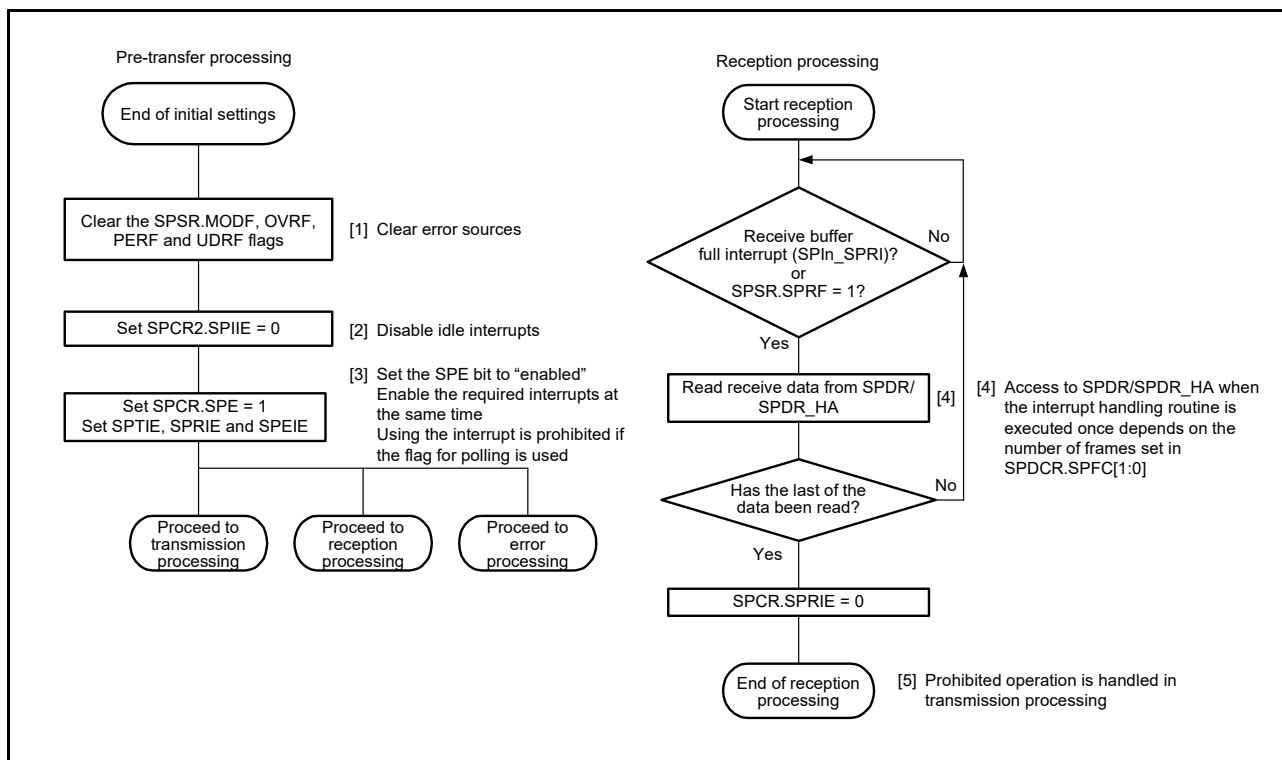 Pre-transfer processing
End of initial settings
Clear the SPSR.MODF, OVRF,
PERF and UDRF flags
[1] Clear error sources
Set SPCR2.SPIIE = 0
[2] Disable idle interrupts
Set SPCR.SPE = 1
Set SPTIE, SPRIE and SPEIE
[3] Set the SPE bit to “enabled”
Enable the required interrupts at
the same time
Using the interrupt is prohibited if
the flag for polling is used
Proceed to
transmission
processing
Proceed to
reception
processing
Proceed to
error
processing
Reception processing
Start reception
processing
Receive buffer
full interrupt (SPIn_SPRI)?
or
SPSR.SPRF = 1?
No
Yes
Read receive data from SPDR/
SPDR_HA
[4]
[4] Access to SPDR/SPDR_HA when
the interrupt handling routine is
executed once depends on the
number of frames set in
SPDCR.SPFC[1:0]
Has the last of the
data been read?
No
Yes
SPCR.SPRIE = 0
End of reception
processing
[5] Prohibited operation is handled in
transmission processing